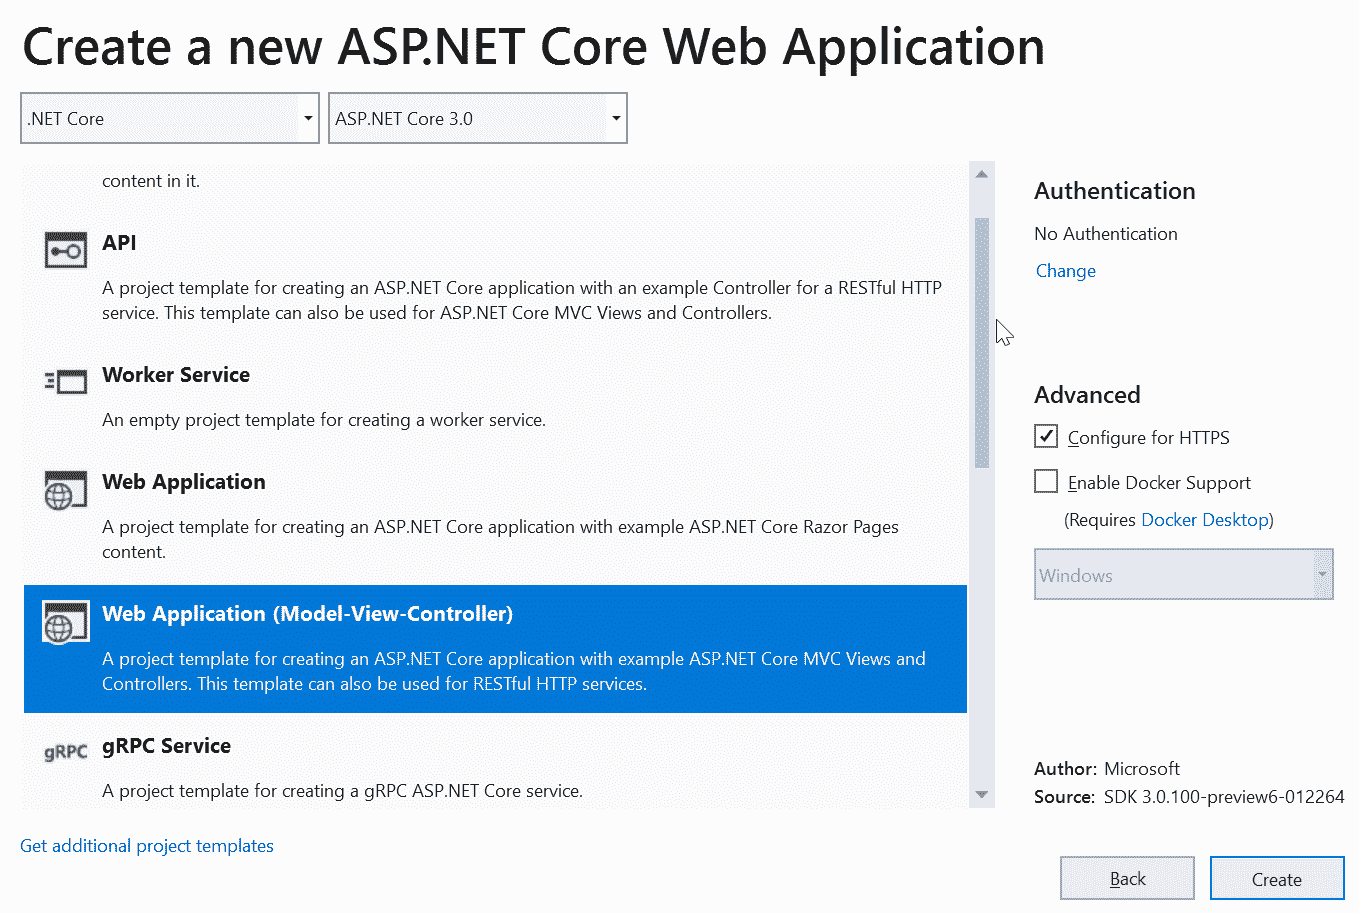 Create a new ASP.NET Core Web Application
.NET Core
ASP.NET Core 3.0
content in it.
API
A project template for creating an ASP.NET Core application with an example Controller for a RESTful HTTP
service. This template can also be used for ASP.NET Core MVC Views and Controllers.
Worker Service
An empty project template for creating a worker service.
Web Application
A project template for creating an ASP.NET Core application with example ASP.NET Core Razor Pages
content.
Web Application (Model-View-Controller)
A project template for creating an ASP.NET Core application with example ASP.NET Core MVC Views and
Controllers. This template can also be used for RESTful HTTP services.
gRPC
gRPC Service
A project template for creating a gRPC ASP.NET Core service.
Get additional project templates
Authentication
No Authentication
Change
Advanced
Configure for HTTPS
Enable Docker Support
(Requires Docker Desktop)
Windows
Author: Microsoft
Source: SDK 3.0.100-preview6-012264
Back
Create